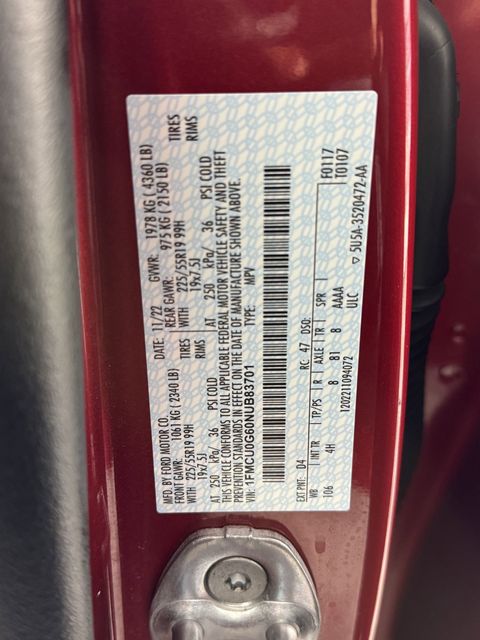 MFD. BY FORD MOTOR CO.
DATE: 11/22 GVWR: 1978 KG ( 4360 LB)
FRONT GAWR: 1061 KG ( 2340 LB) REAR GAWR: 975 KG ( 2150 LB)
WITH 225/55R19 99H TIRES WITH 225/55R19 99H TIRES
19x7.5J RIMS 19x7.5J RIMS
AT 250 kPa/ 36 PSI COLD AT 250 kPa/ 36 PSI COLD
THIS VEHICLE CONFORMS TO ALL APPLICABLE FEDERAL MOTOR VEHICLE SAFETY AND THEFT
PREVENTION STANDARDS IN EFFECT ON THE DATE OF MANUFACTURE SHOWN ABOVE.
VIN: 1FMCU0G60NUB83701 TYPE: MPV
F0117
T0107
EXT PNT: D4 RC: 47 DSO:
WB INT TR TP/PS R AXLE TR SPR
106 4H 8 81 8 AAAA
ULC
1202211094072 5U5A-3520472-AA